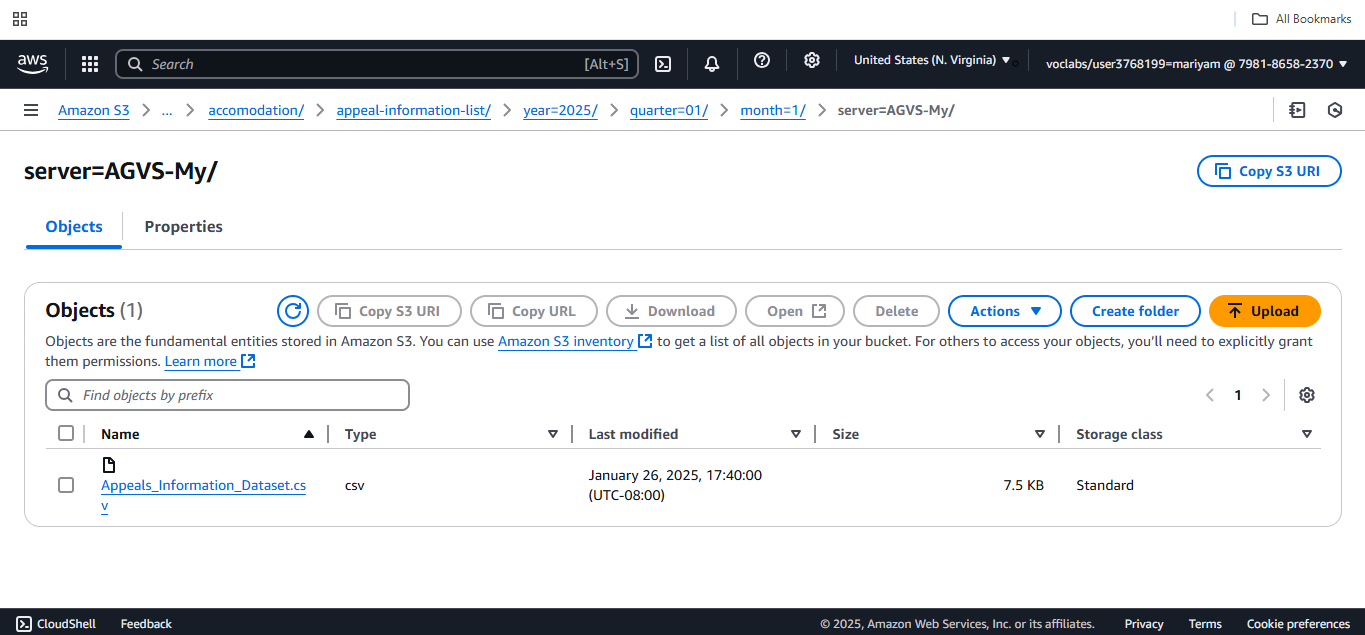 All Bookmarks
aws Search [Alt+S] United States (N. Virginia) voclabs/user3768199=mariyam @ 7981-8658-2370
Amazon S3 ... accomodation/ appeal-information-list/ year=2025/ quarter=01/ month=1/ server=AGVS-My/
server=AGVS-My/ Copy S3 URI
Objects Properties
Objects (1) Copy S3 URI Copy URL Download Open Delete Actions Create folder Upload
Objects are the fundamental entities stored in Amazon S3. You can use Amazon S3 inventory to get a list of all objects in your bucket. For others to access your objects, you'll need to explicitly grant
them permissions. Learn more
Find objects by prefix 1
Name Type Last modified Size Storage class
Appeals_Information_Dataset.cs
v
csv
January 26, 2025, 17:40:00
(UTC-08:00)
7.5 KB
Standard
CloudShell Feedback © 2025, Amazon Web Services, Inc. or its affiliates. Privacy Terms Cookie preferences